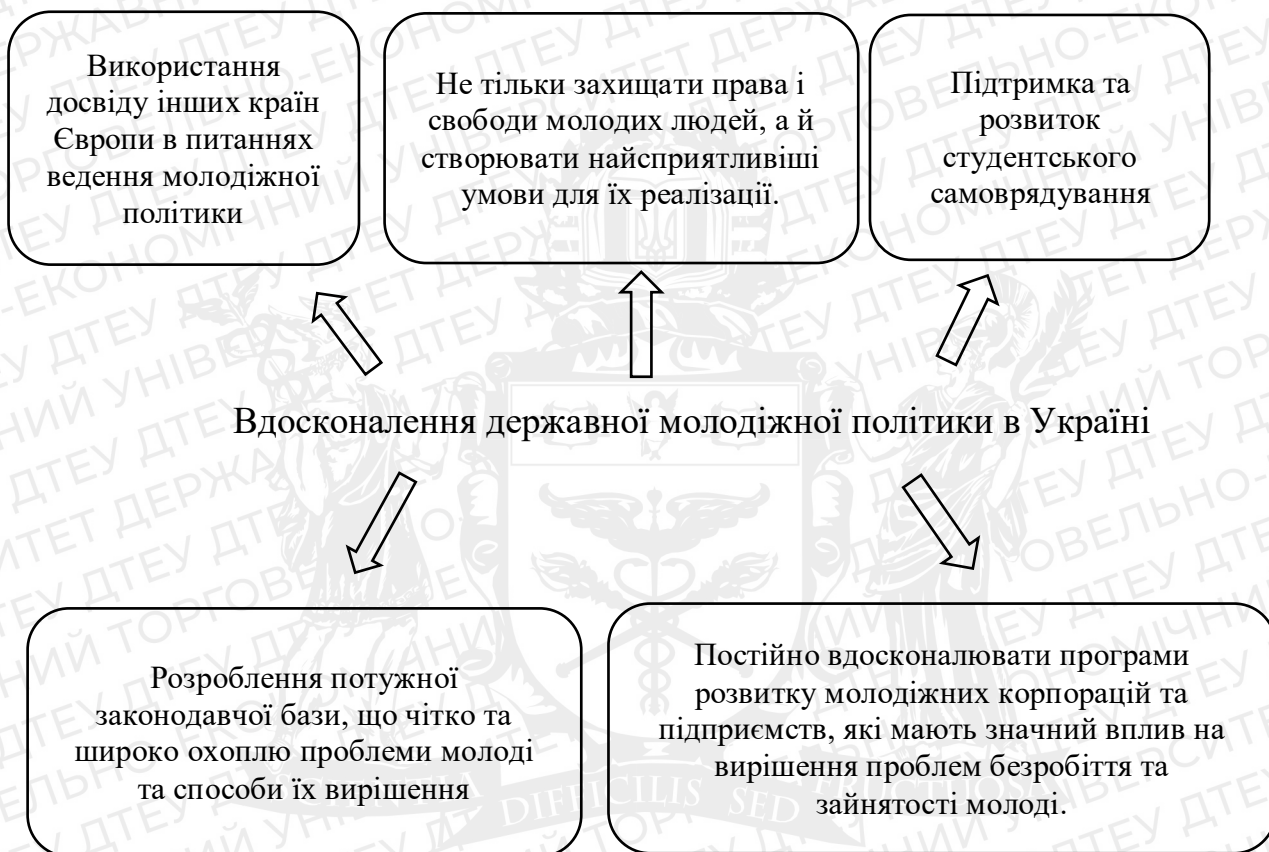 Використання
досвіду інших країн
Європи в питаннях
ведення молодіжної
політики
Не тільки захищати права і
свободи молодих людей, а й
створювати найсприятливіші
умови для їх реалізації.
Підтримка та
розвиток
студентського
самоврядування
Вдосконалення державної молодіжної політики в Україні
Розроблення потужної
законодавчої бази, що чітко та
широко охоплю проблеми молоді
та способи їх вирішення
Постійно вдосконалювати програми
розвитку молодіжних корпорацій та
підприємств, які мають значний вплив на
вирішення проблем безробіття та
зайнятості молоді.